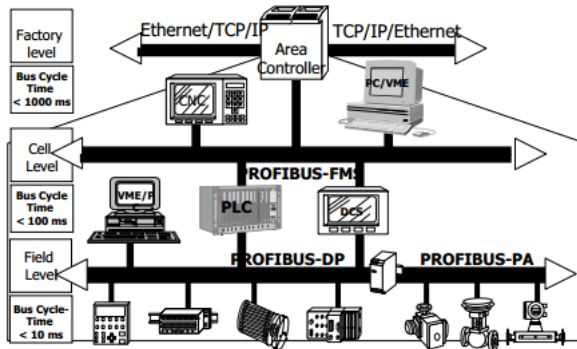 Factory
level
Ethernet/TCP/IP
TCP/IP/Ethernet
Area
Controller
Bus Cycle
Time
< 1000 ms
CNC
PC/VME
Cell
Level
PROFIBUS-FMS
Bus Cycle
Time
< 100 ms
VME/P
C
PLC
DCS
Field
Level
PROFIBUS-DP
PROFIBUS-PA
Bus Cycle-
Time
< 10 ms